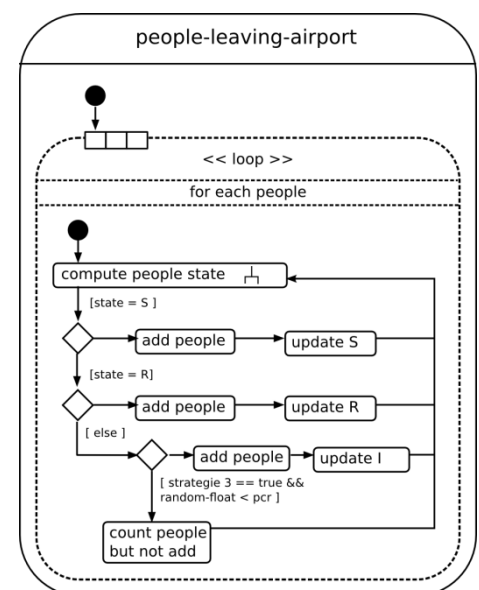 people-leaving-airport
<< loop >>
for each people
compute people state
[state = S ]
add people
update S
[state = R]
add people
update R
[ else ]
add people
update I
[ strategie 3 == true &&
random-float < pcr ]
count people
but not add